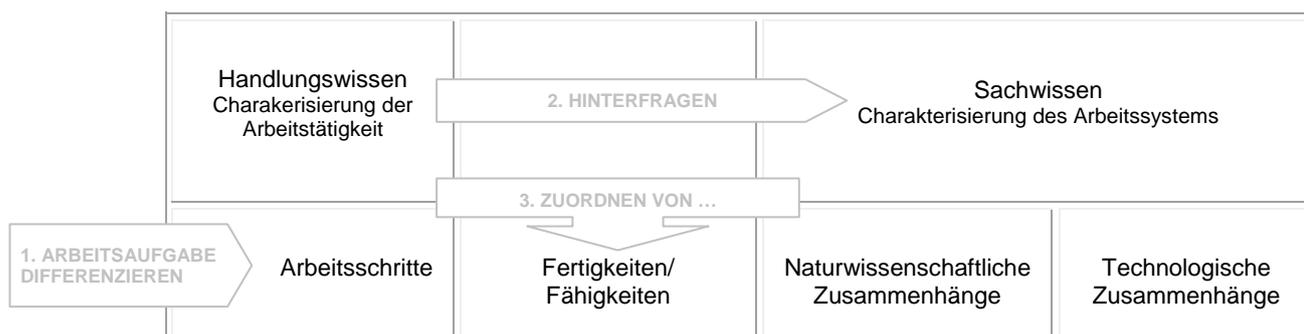 Handlungswissen
Charakerisierung der
Arbeitstätigkeit
2. HINTERFRAGEN
Sachwissen
Charakterisierung des Arbeitssystems
3. ZUORDNEN VON …
1. ARBEITSAUFGABE
DIFFERENZIEREN
Arbeitsschritte
Fertigkeiten/
Fähigkeiten
Naturwissenschaftliche
Zusammenhänge
Technologische
Zusammenhänge